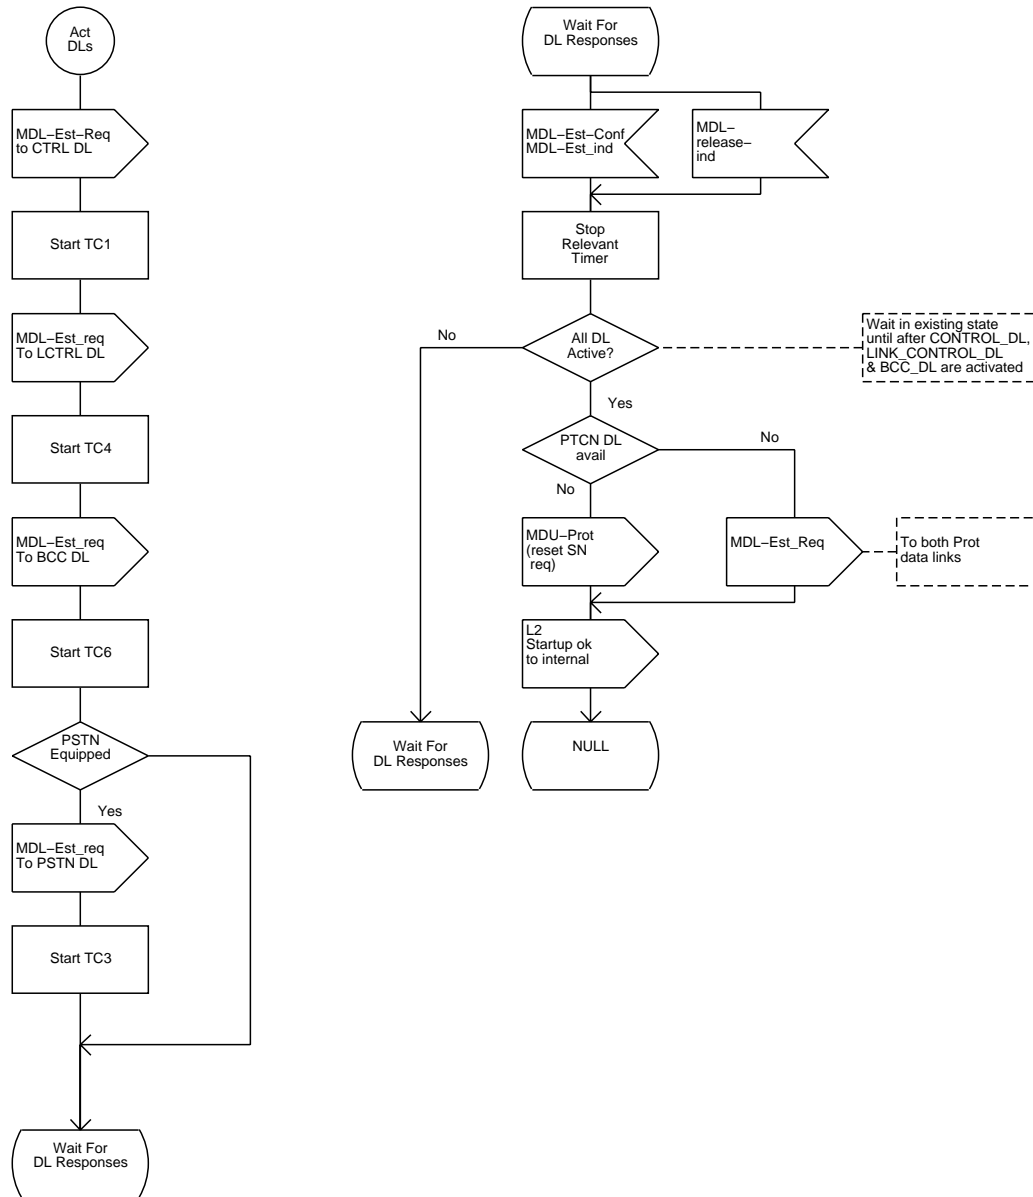 Act
DLs
MDL–Est–Req
to CTRL DL
Start TC1
MDL–Est_req
To LCTRL DL
Start TC4
MDL–Est_req
To BCC DL
Start TC6
PSTN
Equipped
Yes
MDL–Est_req
To PSTN DL
Start TC3
Wait For
DL Responses
Wait For
DL Responses
MDL–Est–Conf
MDL–Est_ind
MDL–
release–
ind
Stop
Relevant
Timer
No
All DL
Active?
Wait in existing state
until after CONTROL_DL,
LINK_CONTROL_DL
& BCC_DL are activated
Yes
PTCN DL
avail
No
No
MDU–Prot
(reset SN
req)
MDL–Est_Req
To both Prot
data links
L2
Startup ok
to internal
Wait For
DL Responses
NULL